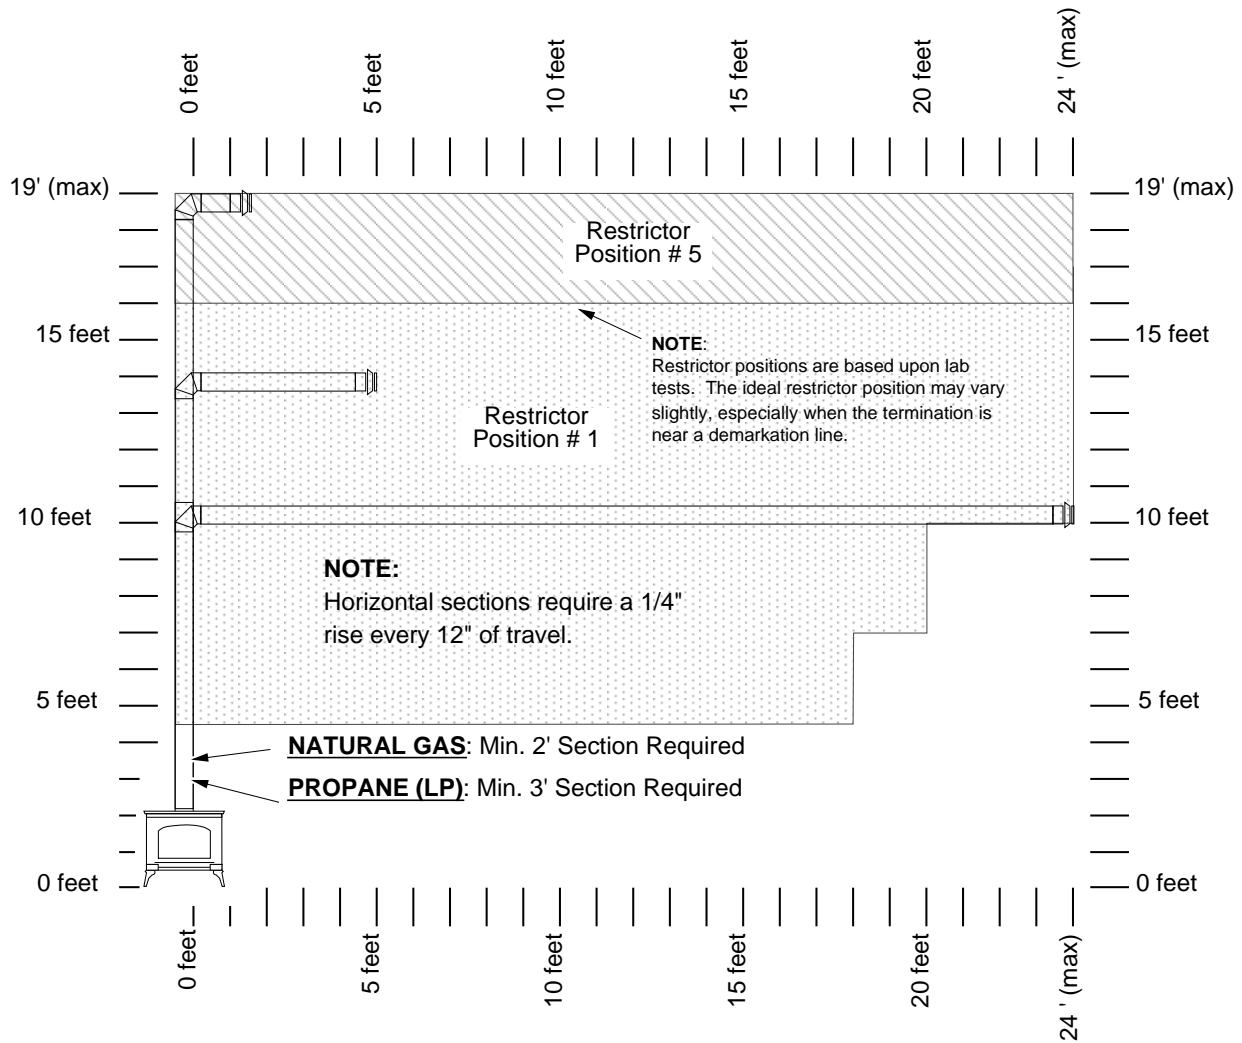 0 feet
5 feet
10 feet
15 feet
20 feet
24 ' (max)
19' (max)
19' (max)
Restrictor
Position # 5
15 feet
15 feet
NOTE:
Restrictor positions are based upon lab
tests. The ideal restrictor position may vary
slightly, especially when the termination is
near a demarkation line.
Restrictor
Position # 1
10 feet
10 feet
NOTE:
Horizontal sections require a 1/4"
rise every 12" of travel.
5 feet
5 feet
NATURAL GAS: Min. 2' Section Required
PROPANE (LP): Min. 3' Section Required
0 feet
0 feet
0 feet
5 feet
10 feet
15 feet
20 feet
24 ' (max)